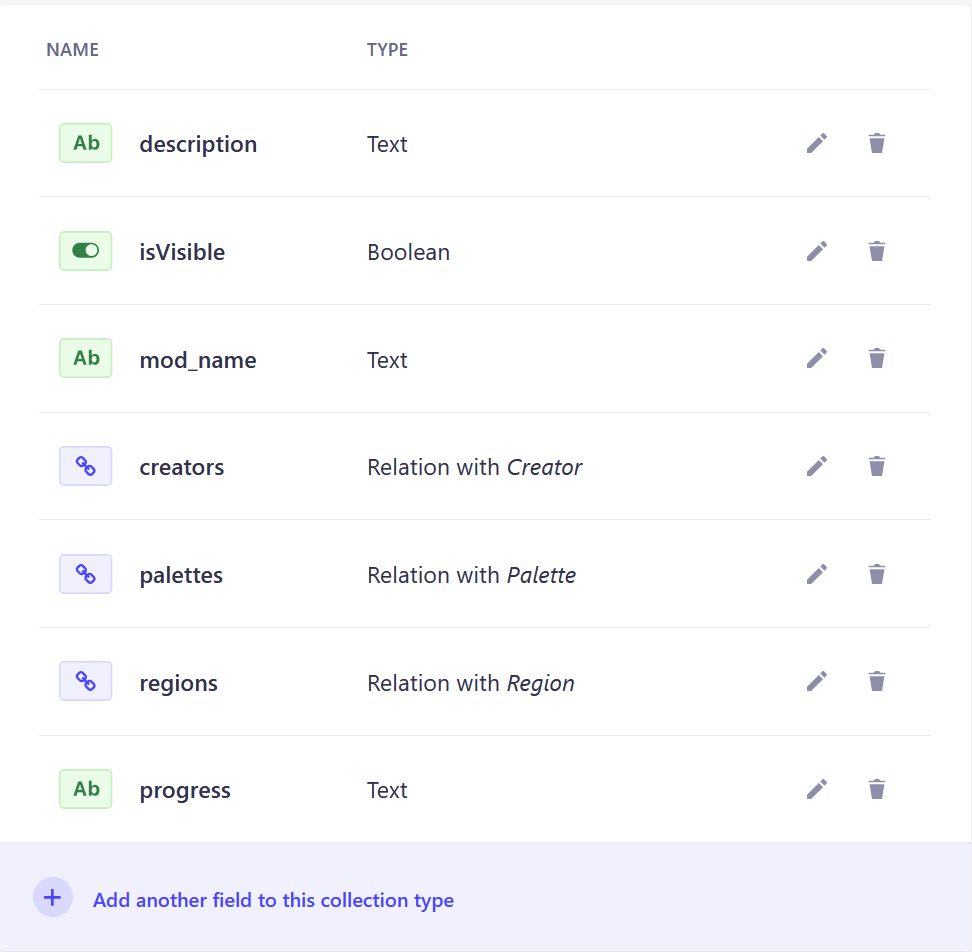 NAME TYPE
Ab description Text
isVisible Boolean
Ab mod_name Text
creators Relation with Creator
palettes Relation with Palette
regions Relation with Region
Ab progress Text
Add another field to this collection type